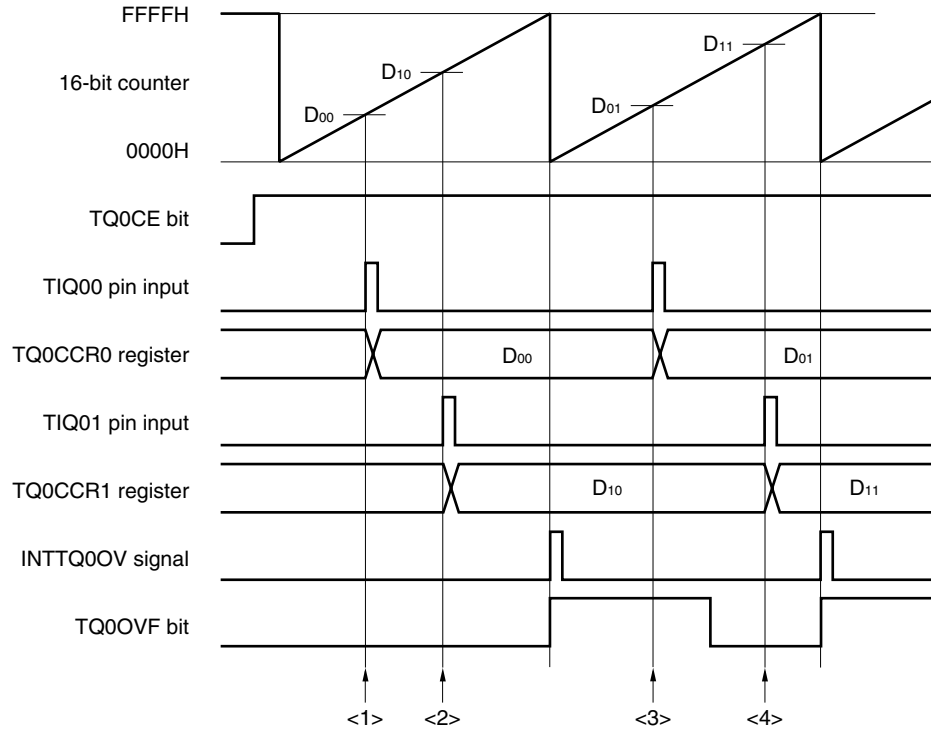 FFFFH
D11
D10
16-bit counter
D01
D00
0000H
TQ0CE bit
TIQ00 pin input
TQ0CCR0 register
D00
D01
TIQ01 pin input
TQ0CCR1 register
D10
D11
INTTQ0OV signal
TQ0OVF bit
<1>
<2>
<3>
<4>